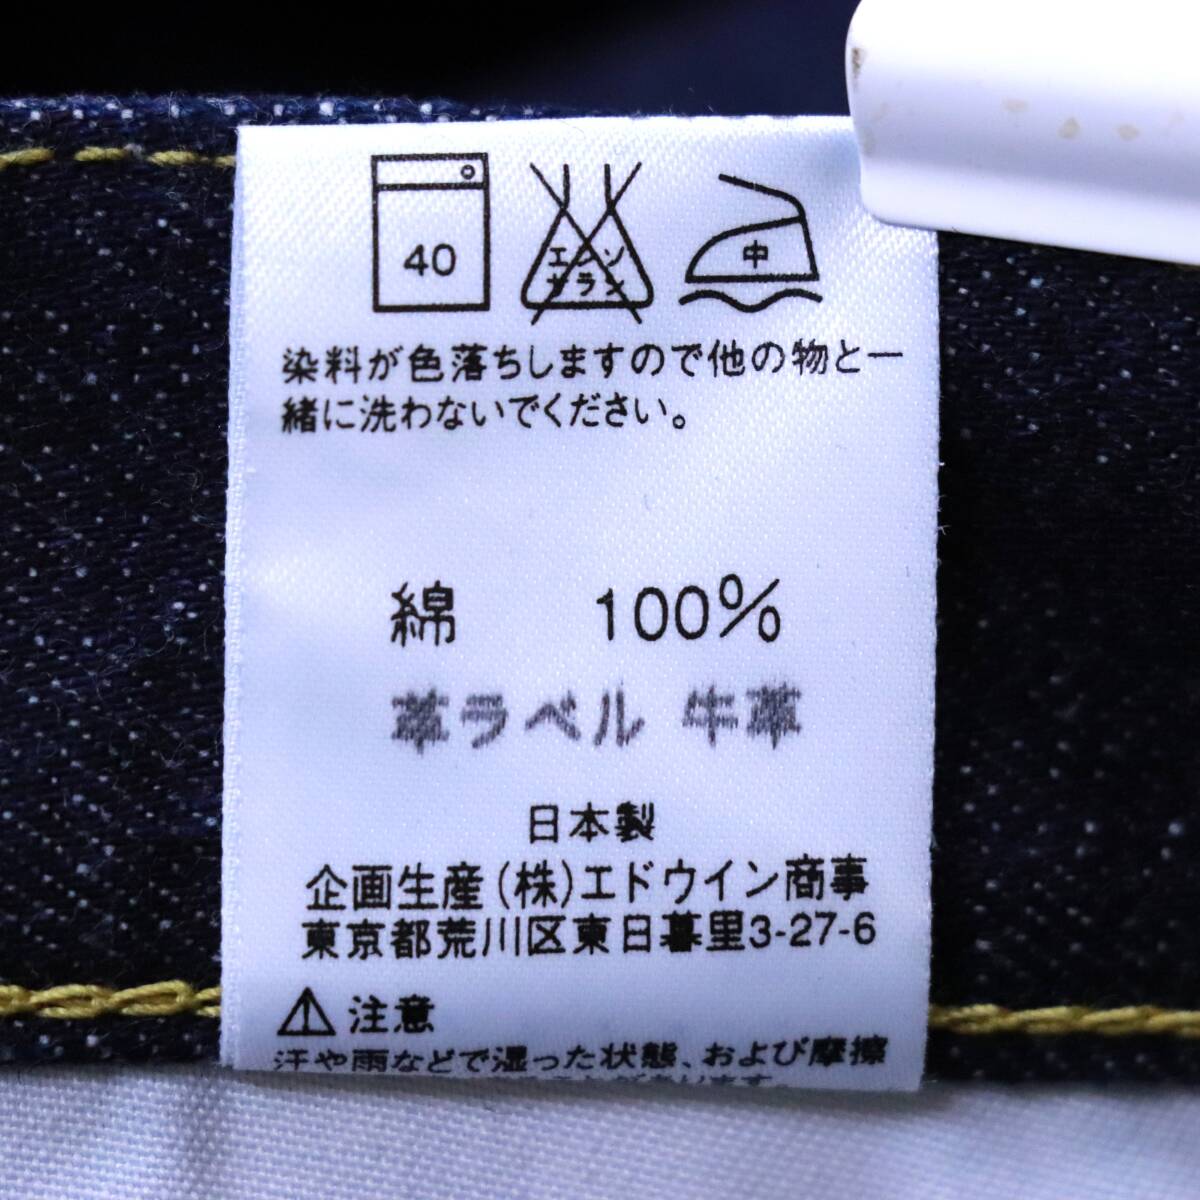 40
エンソ
サラシ
中
染料が色落ちしますので他の物と一
緒に洗わないでください。
綿 100%
革ラベル 牛革
日本製
企画生産(株)エドウイン商事
東京都荒川区東日暮里3-27-6
⚠注意
汗や雨などで湿った状態、および摩擦